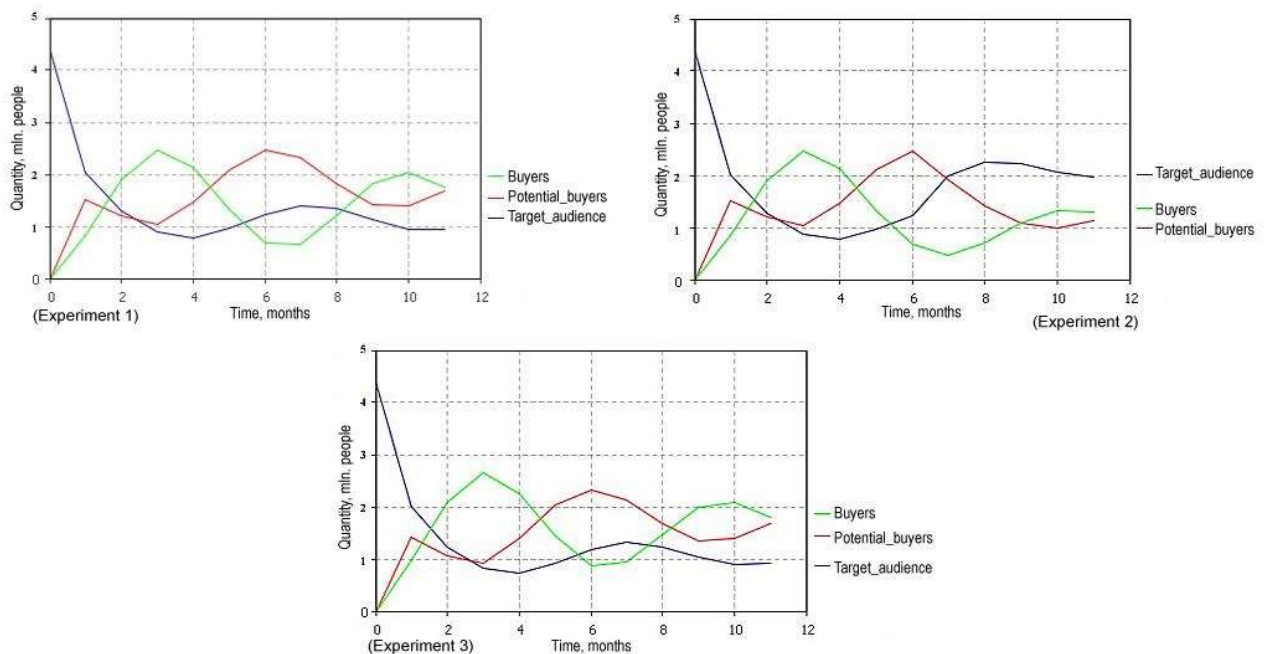 5
4
3
2
1
0
Quantity, mln. people
0 2 4 6 8 10 12
Time, months
(Experiment 1)
Buyers
Potential_buyers
Target_audience
5
4
3
2
1
0
Quantity, mln. people
0 2 4 6 8 10 12
Time, months
(Experiment 2)
Target_audience
Buyers
Potential_buyers
5
4
3
2
1
0
Quantity, mln. people
0 2 4 6 8 10 12
(Experiment 3)
Time, months
Buyers
Potential_buyers
Target_audience